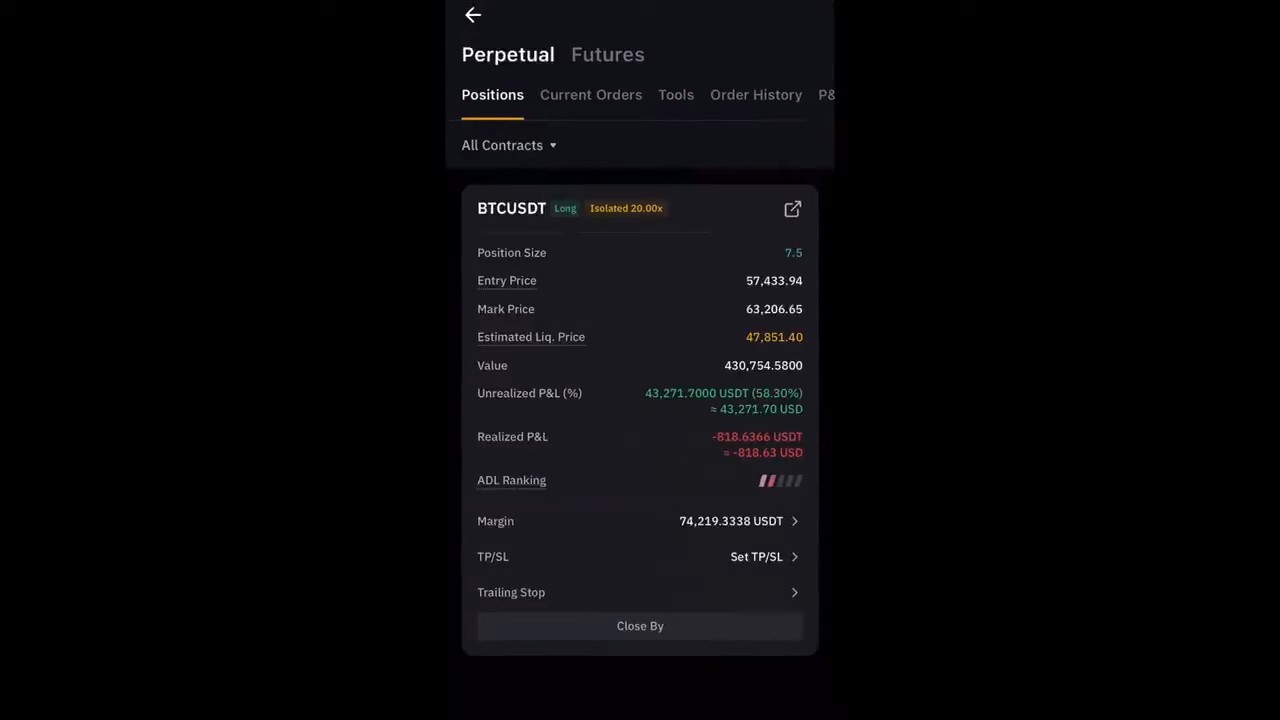 Perpetual Futures
Positions Current Orders Tools Order History P&
All Contracts
BTCUSDT Long Isolated 20.00x
Position Size 7.5
Entry Price 57,433.94
Mark Price 63,206.65
Estimated Liq. Price 47,851.40
Value 430,754.5800
Unrealized P&L (%) 43,271.7000 USDT (58.30%)
≈ 43,271.70 USD
Realized P&L -818.6366 USDT
≈ -818.63 USD
ADL Ranking
Margin 74,219.3338 USDT
TP/SL Set TP/SL
Trailing Stop
Close By